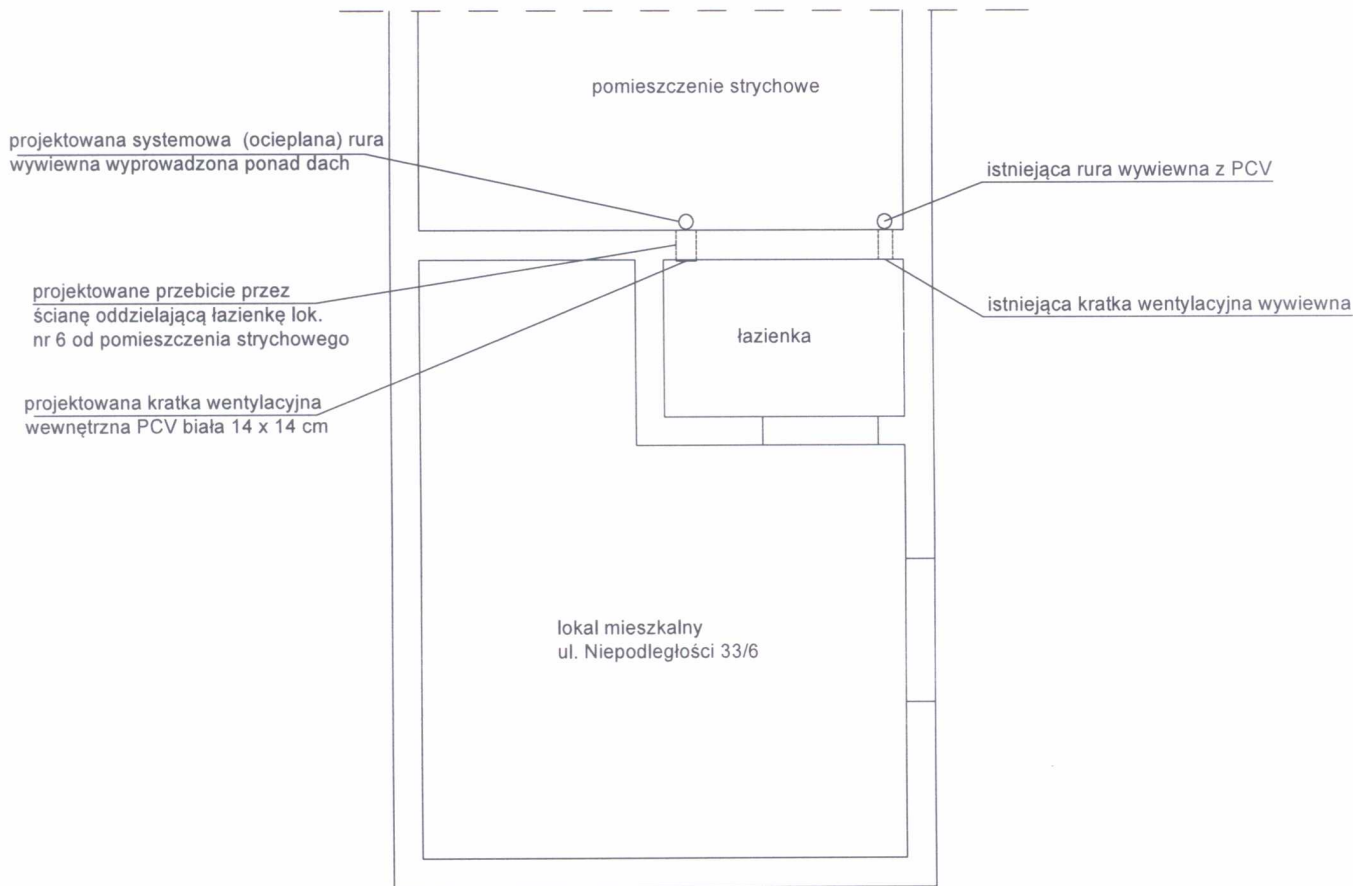 pomieszczenie strychowe
projektowana systemowa (ocieplana) rura
wywiewna wyprowadzona ponad dach
istniejąca rura wywiewna z PCV
projektowane przebicie przez
ścianę oddzielającą łazienkę lok.
nr 6 od pomieszczenia strychowego
istniejąca kratka wentylacyjna wywiewna
łazienka
projektowana kratka wentylacyjna
wewnętrzna PCV biała 14 x 14 cm
lokal mieszkalny
ul. Niepodległości 33/6